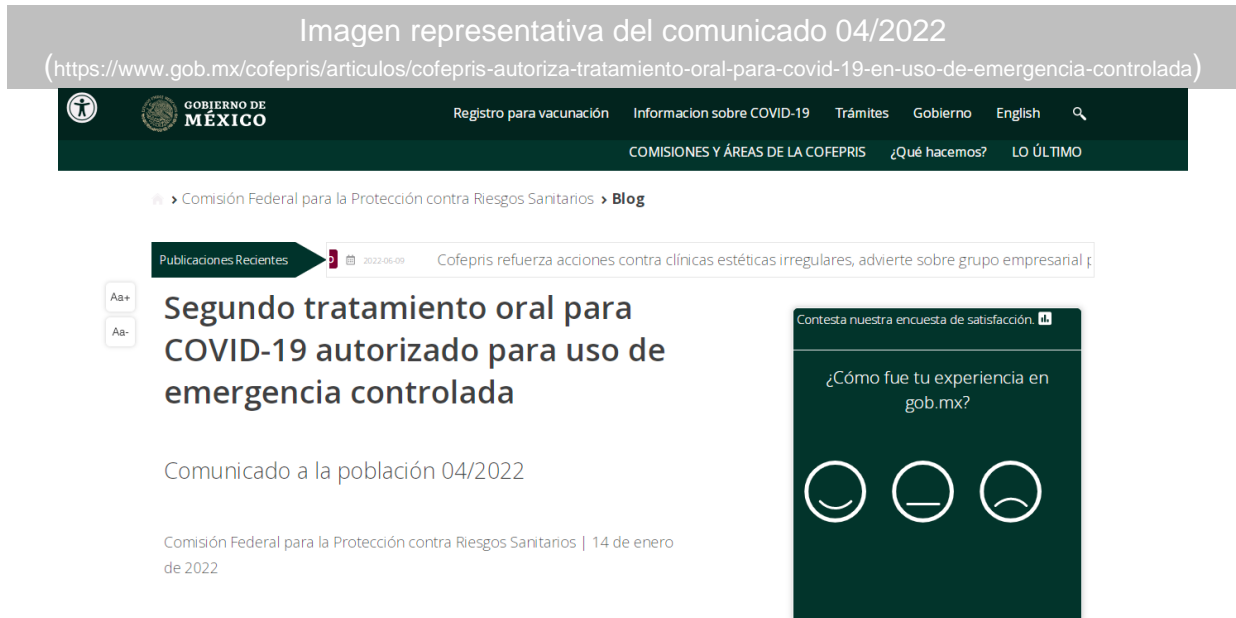 Imagen representativa del comunicado 04/2022
(https://www.gob.mx/cofepris/articulos/cofepris-autoriza-tratamiento-oral-para-covid-19-en-uso-de-emergencia-controlada)
GOBIERNO DE
MÉXICO
Registro para vacunación Informacion sobre COVID-19 Trámites Gobierno English
COMISIONES Y ÁREAS DE LA COFEPRIS ¿Qué hacemos? LO ÚLTIMO
> Comisión Federal para la Protección contra Riesgos Sanitarios > Blog
Publicaciones Recientes 2022-06-09 Cofepris refuerza acciones contra clínicas estéticas irregulares, advierte sobre grupo empresarial
Aa+
Aa-
Segundo tratamiento oral para
COVID-19 autorizado para uso de
emergencia controlada
Comunicado a la población 04/2022
Comisión Federal para la Protección contra Riesgos Sanitarios | 14 de enero
de 2022
Contesta nuestra encuesta de satisfacción.
¿Cómo fue tu experiencia en
gob.mx?